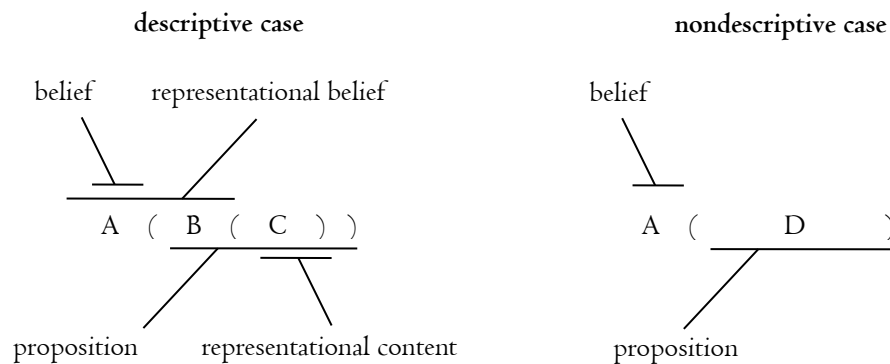 descriptive case
nondescriptive case
belief
representational belief
belief
A ( B ( C ) )
A ( D )
proposition
representational content
proposition